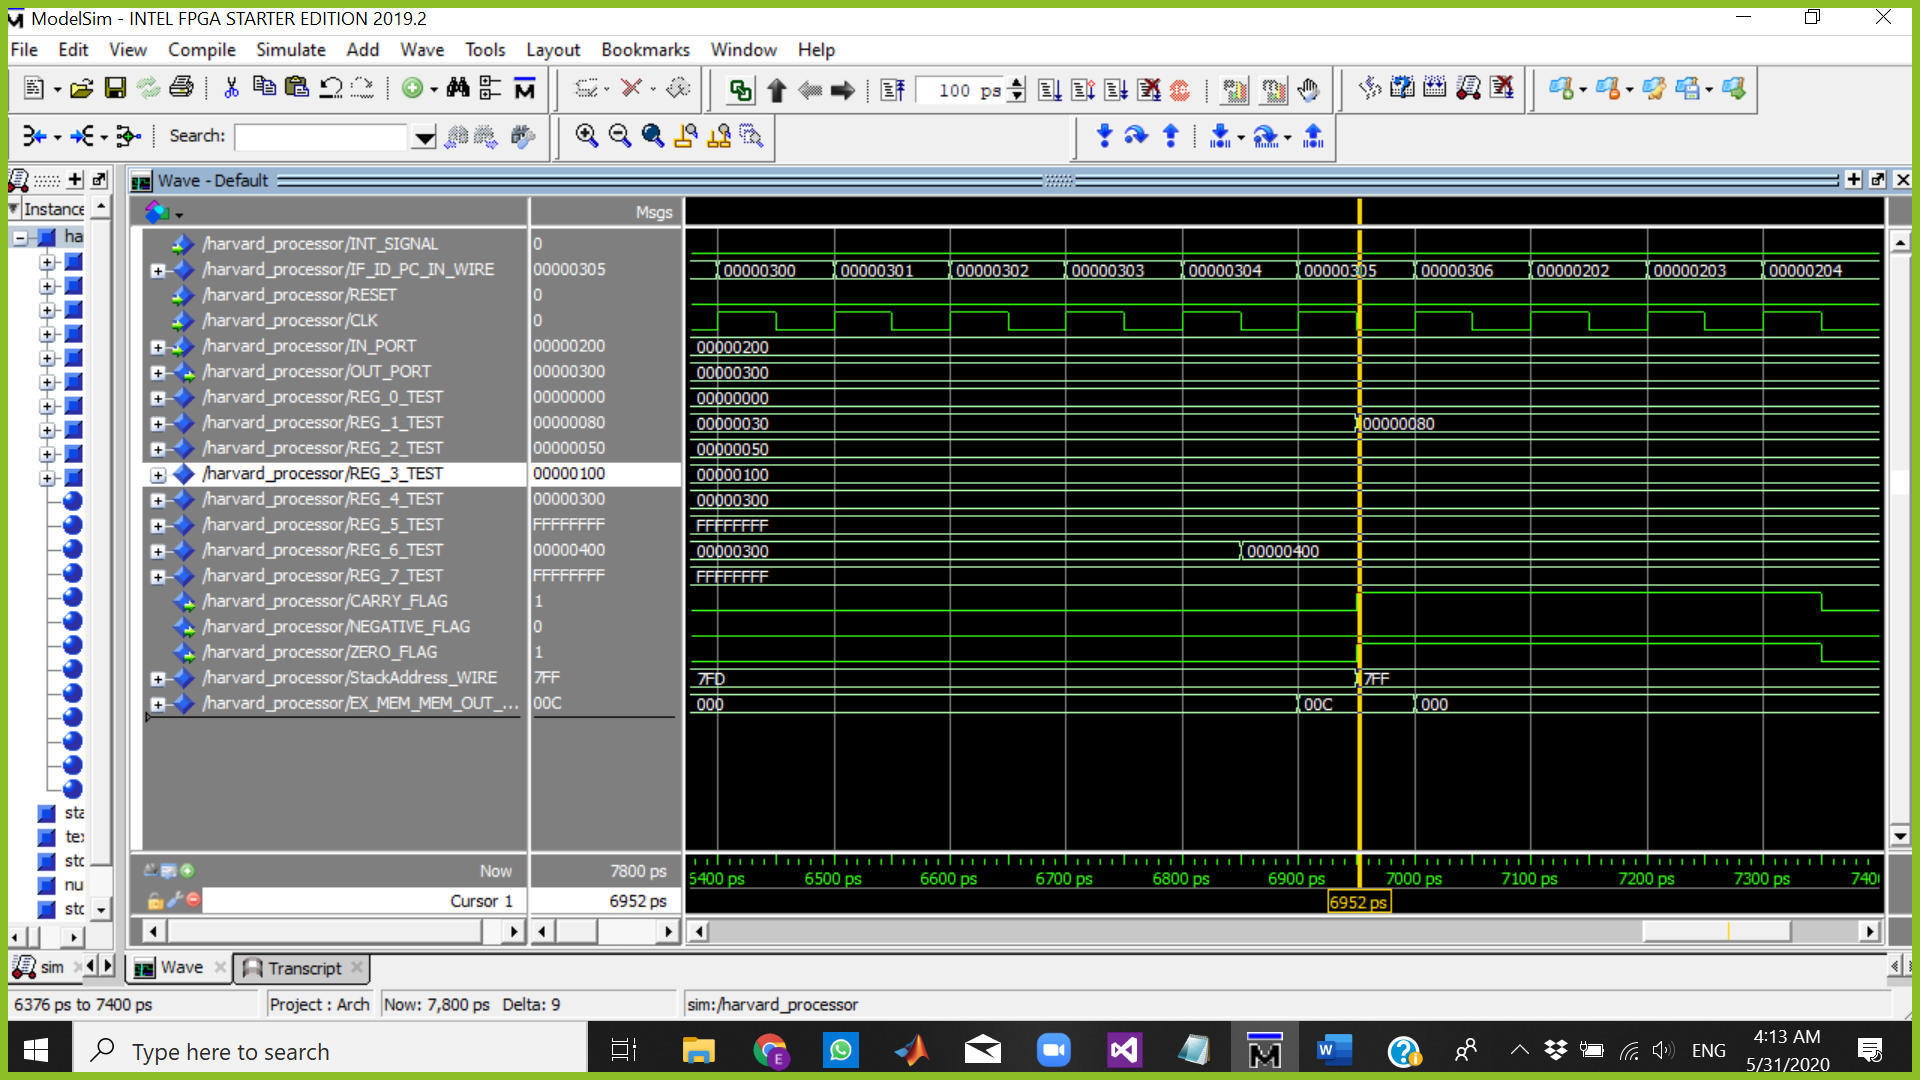 ModelSim - INTEL FPGA STARTER EDITION 2019.2
File Edit View Compile Simulate Add Wave Tools Layout Bookmarks Window Help
100 ps
Search:
Wave - Default
Instance
Msgs
ha
/harvard_processor/INT_SIGNAL 0
/harvard_processor/IF_ID_PC_IN_WIRE 00000305 00000300 00000301 00000302 00000303 00000304 00000305 00000306 00000202 00000203 00000204
/harvard_processor/RESET 0
/harvard_processor/CLK 0
/harvard_processor/IN_PORT 00000200 00000200
/harvard_processor/OUT_PORT 00000300 00000300
/harvard_processor/REG_0_TEST 00000000 00000000
/harvard_processor/REG_1_TEST 00000080 00000030 00000080
/harvard_processor/REG_2_TEST 00000050 00000050
/harvard_processor/REG_3_TEST 00000100 00000100
/harvard_processor/REG_4_TEST 00000300 00000300
/harvard_processor/REG_5_TEST FFFFFFFF FFFFFFFF
/harvard_processor/REG_6_TEST 00000400 00000300 00000400
/harvard_processor/REG_7_TEST FFFFFFFF FFFFFFFF
/harvard_processor/CARRY_FLAG 1
/harvard_processor/NEGATIVE_FLAG 0
/harvard_processor/ZERO_FLAG 1
/harvard_processor/StackAddress_WIRE 7FF 7FD 7FF
/harvard_processor/EX_MEM_MEM_OUT_... 00C 000 00C 000
sta
te
std
nu
std
Now 7800 ps 6400 ps 6500 ps 6600 ps 6700 ps 6800 ps 6900 ps 7000 ps 7100 ps 7200 ps 7300 ps 740
Cursor 1 6952 ps 6952 ps
sim Wave Transcript
6376 ps to 7400 ps Project : Arch Now: 7,800 ps Delta: 9 sim:/harvard_processor
Type here to search
E
ENG
4:13 AM
5/31/2020